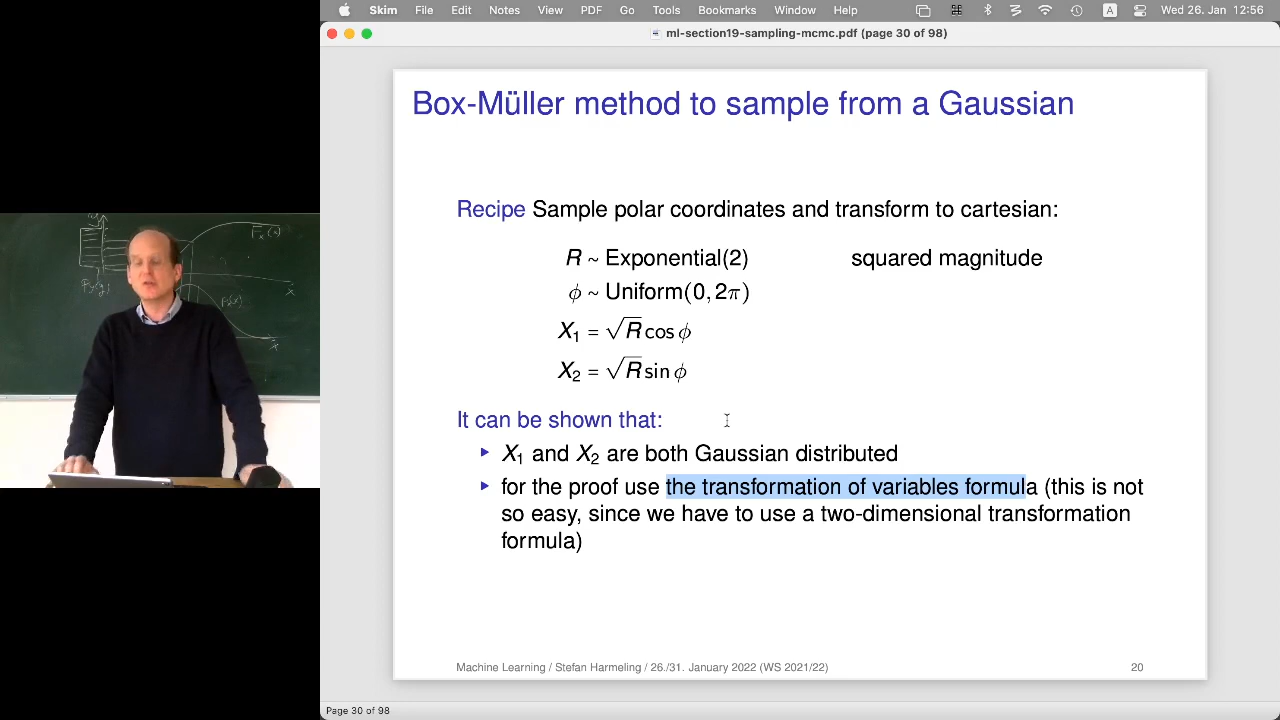 Skim File Edit Notes View PDF Go Tools Bookmarks Window Help A Wed 26. Jan 12:56
ml-section19-sampling-mcmc.pdf (page 30 of 98)
Box-Müller method to sample from a Gaussian
Recipe Sample polar coordinates and transform to cartesian:
R ~ Exponential(2) squared magnitude
ϕ ~ Uniform(0, 2π)
X₁ = √R cos ϕ
X₂ = √R sin ϕ
It can be shown that:
▸ X₁ and X₂ are both Gaussian distributed
▸ for the proof use the transformation of variables formula (this is not
so easy, since we have to use a two-dimensional transformation
formula)
Machine Learning / Stefan Harmeling / 26./31. January 2022 (WS 2021/22) 20
Page 30 of 98